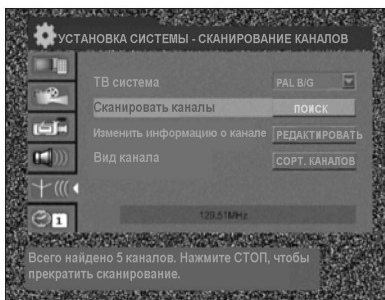 УСТАНОВКА СИСТЕМЫ - СКАНИРОВАНИЕ КАНАЛОВ
ТВ система
PAL B/G
Сканировать каналы
ПОИСК
Изменить информацию о канале
РЕДАКТИРОВАТЬ
Вид канала
СОРТ. КАНАЛОВ
1
129.51MHz
Всего найдено 5 каналов. Нажмите СТОП, чтобы
прекратить сканирование.